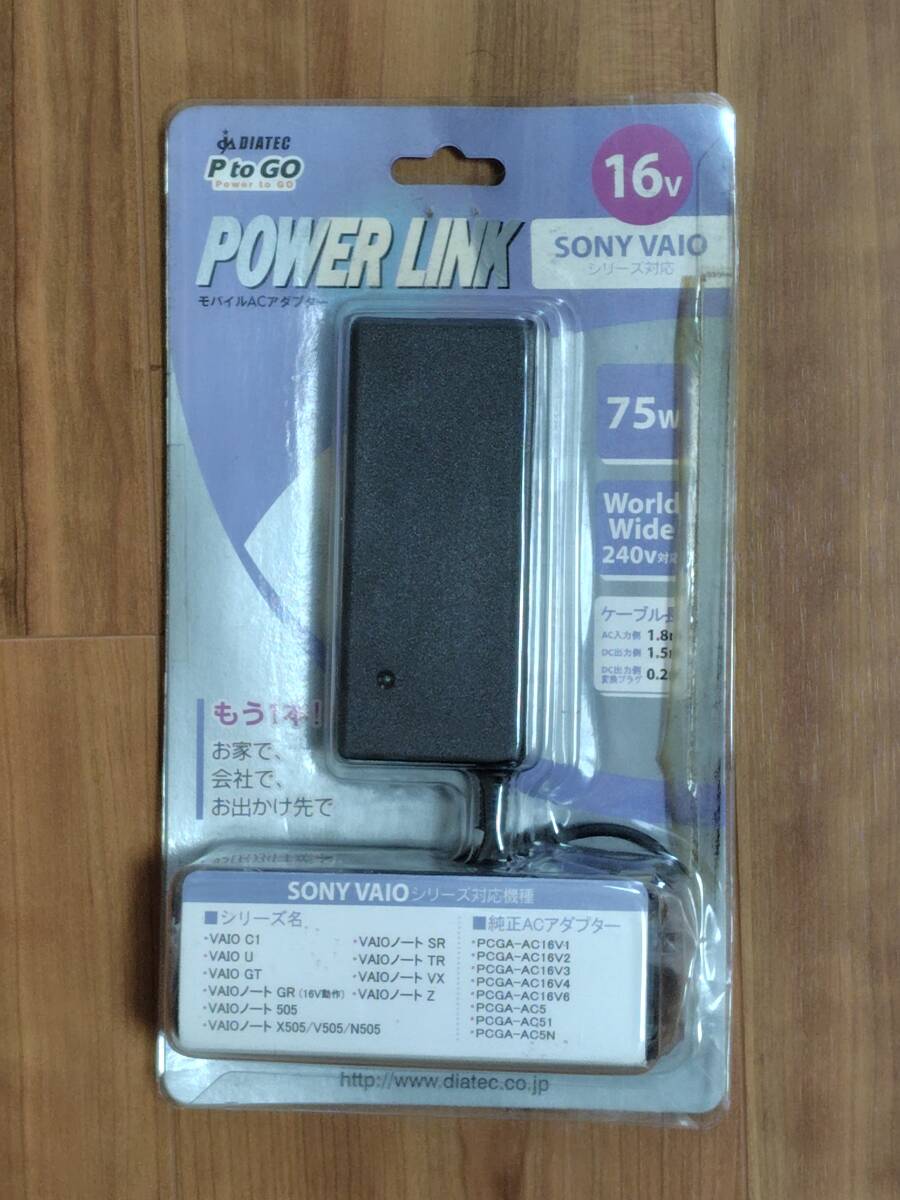 DIATEC
P to GO
Power to GO
16v
POWER LINK
SONY VAIO
シリーズ対応
モバイルACアダプター
75w
World
Wide
240v対応
ケーブル長
AC入力側 1.8m
DC出力側 1.5m
DC出力側
変換プラグ 0.2m
もう1本!
お家で、
会社で、
お出かけ先で
SONY VAIOシリーズ対応機種
■シリーズ名
・VAIO C1
・VAIO U
・VAIO GT
・VAIOノート GR (16V動作)
・VAIOノート 505
・VAIOノート X505/V505/N505
・VAIOノート SR
・VAIOノート TR
・VAIOノート VX
・VAIOノート Z
■純正ACアダプター
・PCGA-AC16V1
・PCGA-AC16V2
・PCGA-AC16V3
・PCGA-AC16V4
・PCGA-AC16V6
・PCGA-AC5
・PCGA-AC51
・PCGA-AC5N
http://www.diatec.co.jp